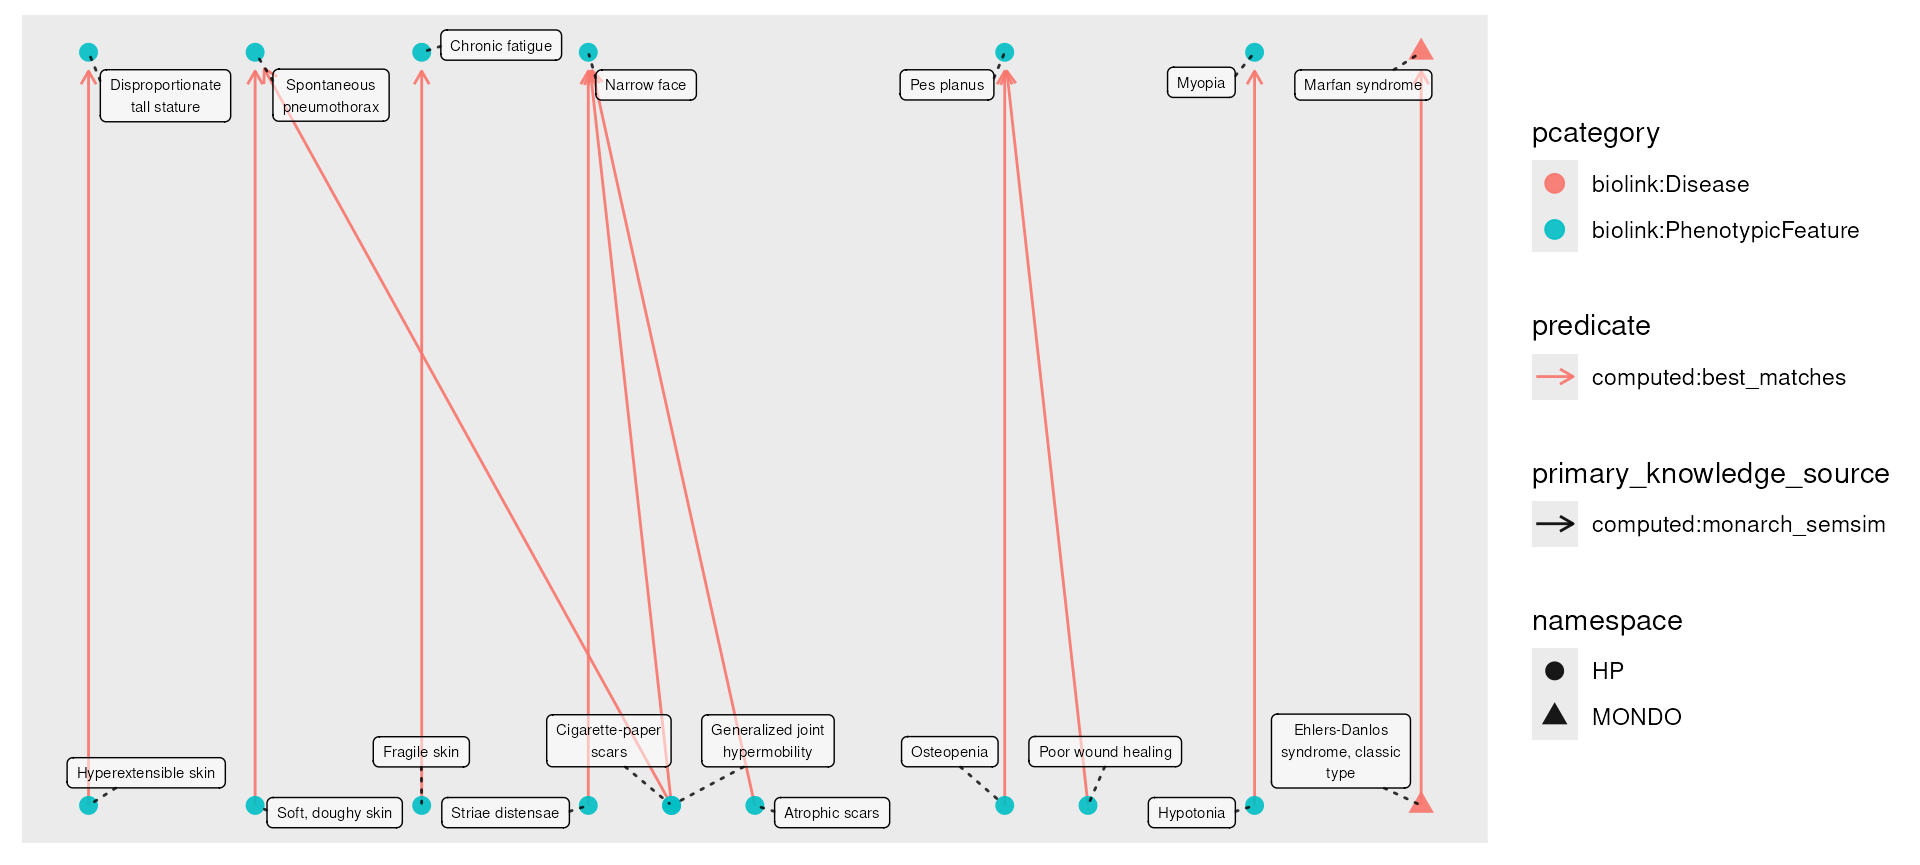 Chronic fatigue
Disproportionate
tall stature
Spontaneous
pneumothorax
Narrow face
Pes planus
Myopia
Marfan syndrome
Hyperextensible skin
Soft, doughy skin
Fragile skin
Striae distensae
Cigarette-paper
scars
Generalized joint
hypermobility
Atrophic scars
Osteopenia
Poor wound healing
Hypotonia
Ehlers-Danlos
syndrome, classic
type
pcategory
biolink:Disease
biolink:PhenotypicFeature
predicate
computed:best_matches
primary_knowledge_source
computed:monarch_semsim
namespace
HP
MONDO